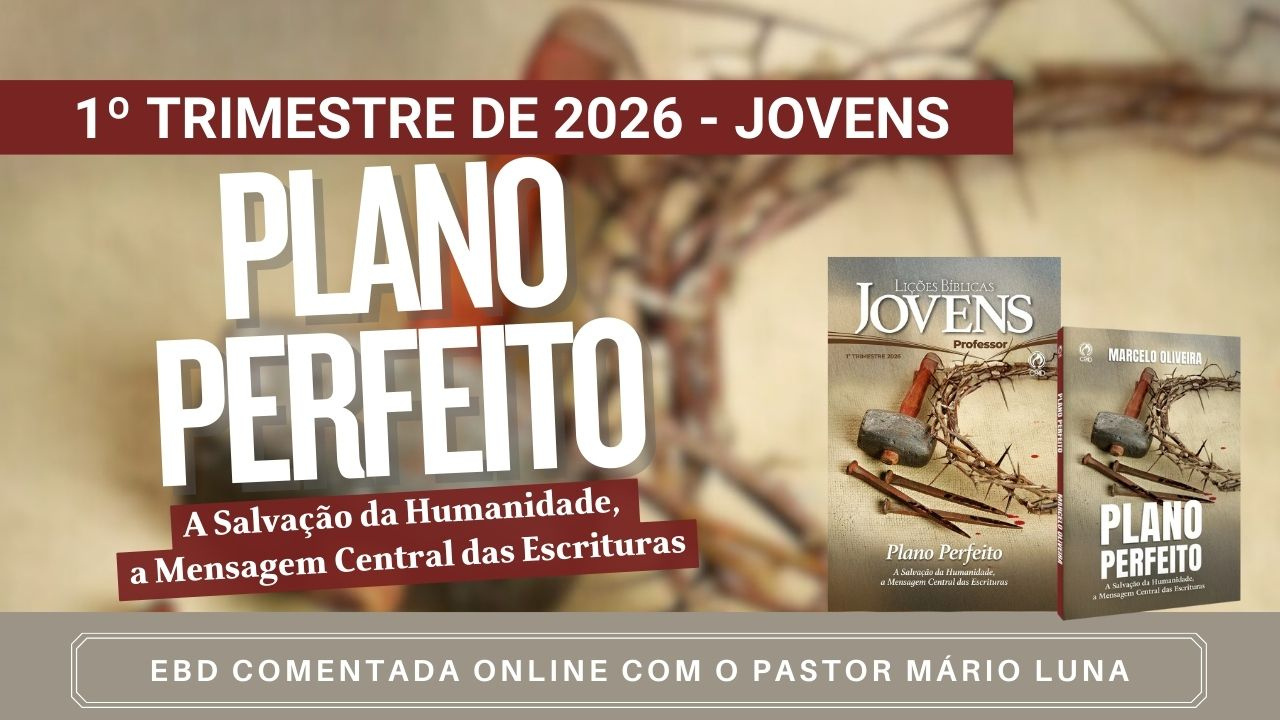 1º TRIMESTRE DE 2026 - JOVENS
PLANO
PERFEITO
A Salvação da Humanidade,
a Mensagem Central das Escrituras
LIÇÕES BÍBLICAS
JOVENS
Professor
1º TRIMESTRE 2026
CPAD
Plano Perfeito
A Salvação da Humanidade,
a Mensagem Central das Escrituras
PLANO PERFEITO
MARCELO OLIVEIRA
CPAD
MARCELO OLIVEIRA
PLANO
PERFEITO
A Salvação da Humanidade,
a Mensagem Central das Escrituras
EBD COMENTADA ONLINE COM O PASTOR MÁRIO LUNA